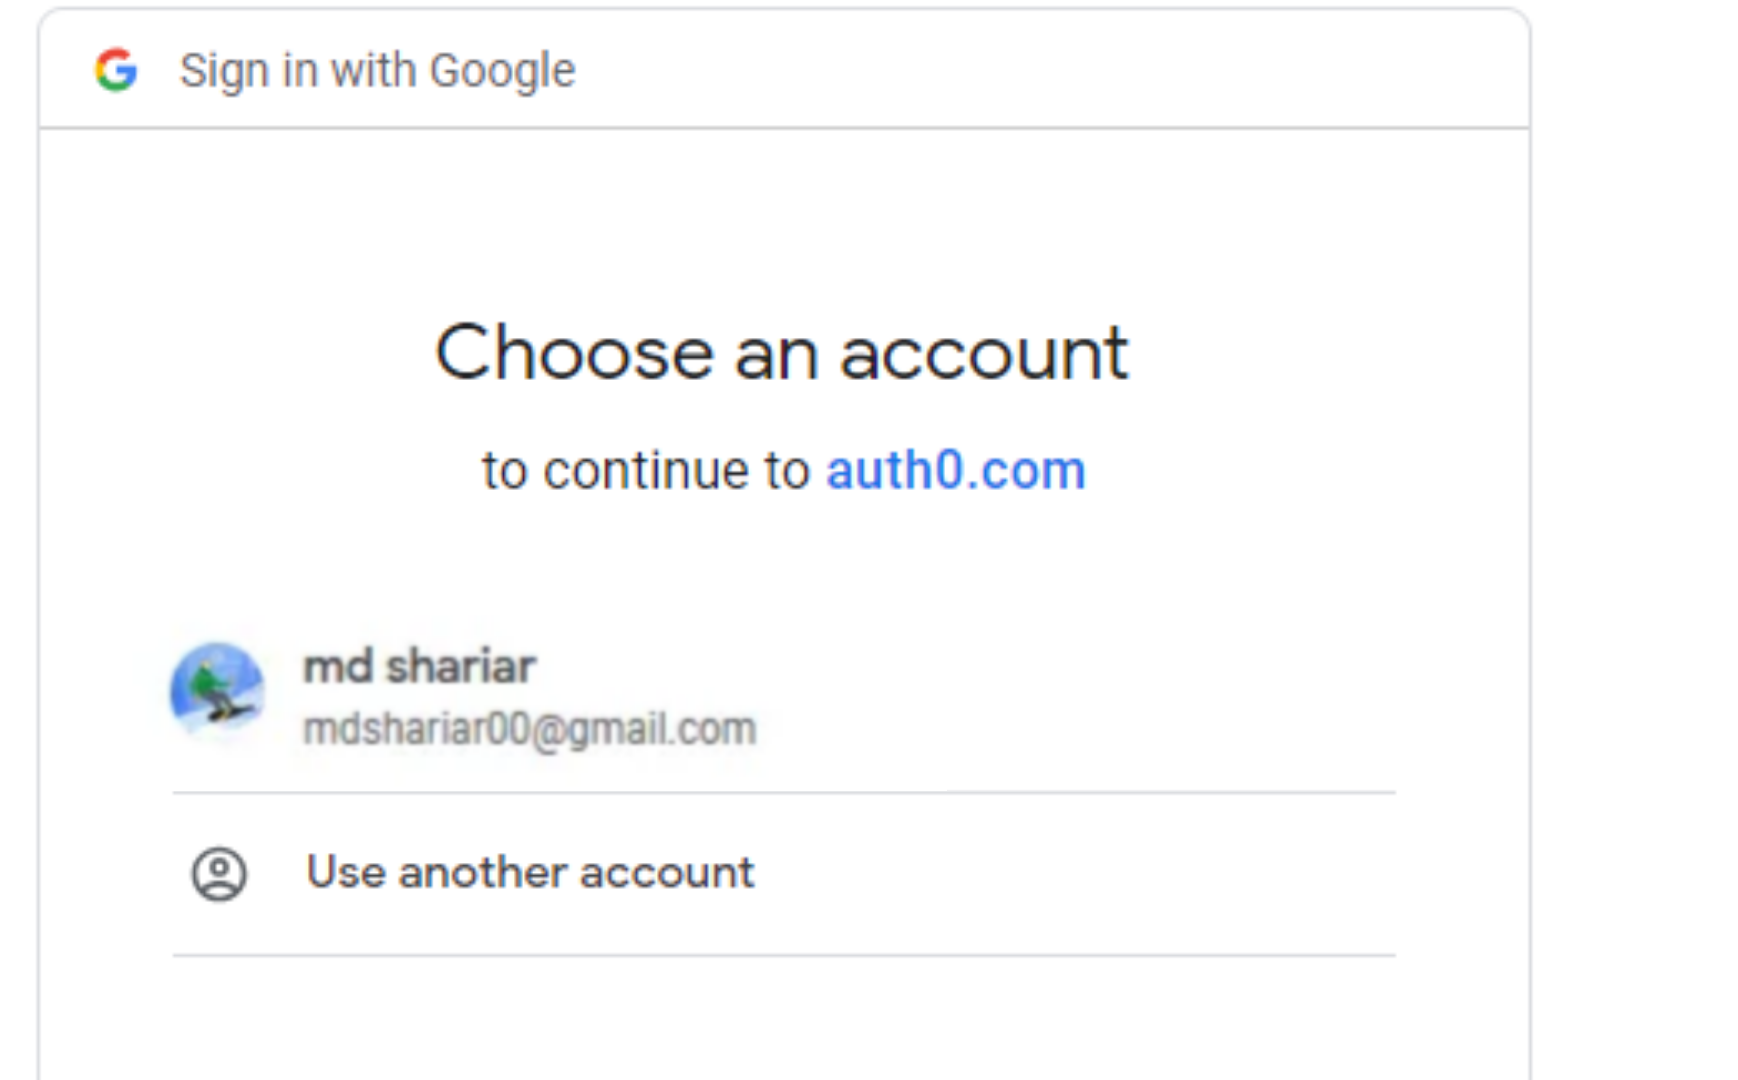 Sign in with Google
Choose an account
to continue to auth0.com
md shariar
mdshariar00@gmail.com
Use another account